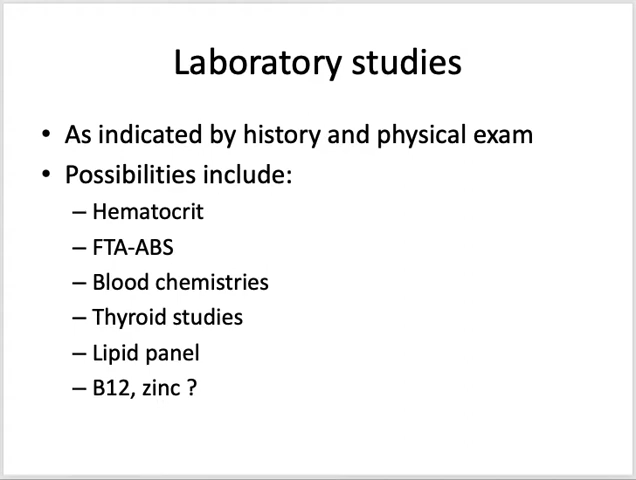 Laboratory studies
• As indicated by history and physical exam
• Possibilities include:
– Hematocrit
– FTA-ABS
– Blood chemistries
– Thyroid studies
– Lipid panel
– B12, zinc ?